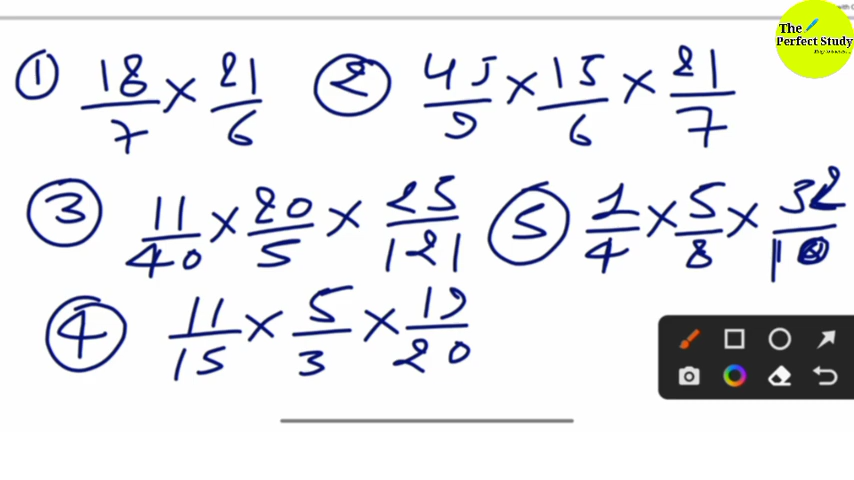 The
Perfect Study
① 18/7 × 21/6 ② 45/9 × 15/6 × 21/7
③ 11/40 × 20/5 × 25/121 ⑤ 1/4 × 5/8 × 32/10
④ 11/15 × 5/3 × 19/20